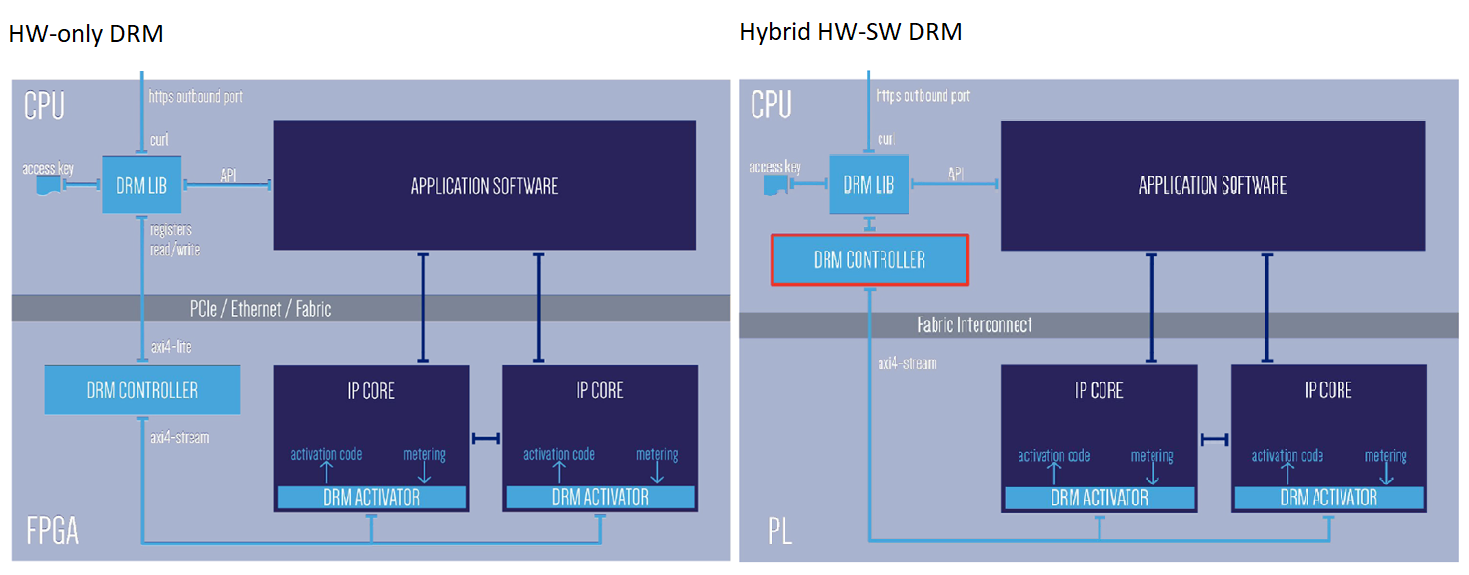 HW-only DRM
CPU
https outbound port
curl
access key
DRM LIB
API
APPLICATION SOFTWARE
registers
read/write
PCIe / Ethernet / Fabric
axi4-lite
DRM CONTROLLER
axi4-stream
IP CORE
IP CORE
activation code
metering
activation code
metering
DRM ACTIVATOR
DRM ACTIVATOR
FPGA
Hybrid HW-SW DRM
CPU
https outbound port
curl
access key
DRM LIB
API
APPLICATION SOFTWARE
DRM CONTROLLER
Fabric Interconnect
axi4-stream
IP CORE
IP CORE
activation code
metering
activation code
metering
DRM ACTIVATOR
DRM ACTIVATOR
PL